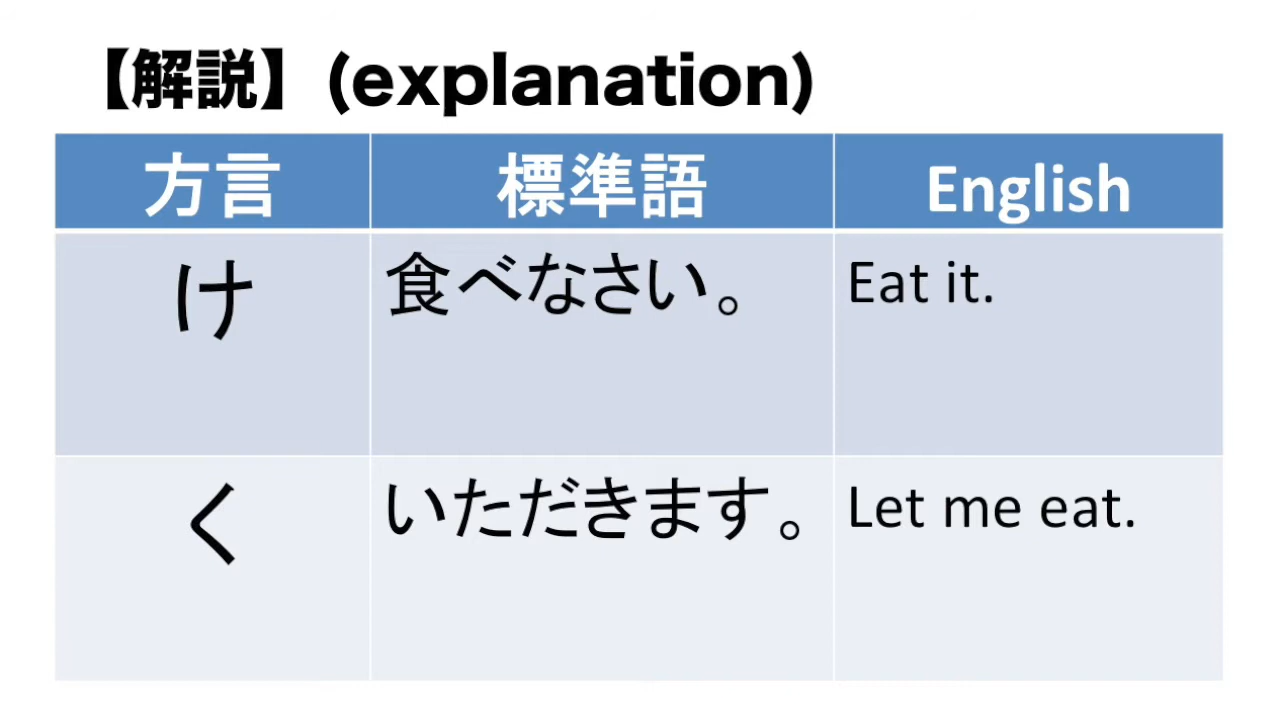 【解説】(explanation)
方言 標準語 English
け 食べなさい。 Eat it.
く いただきます。 Let me eat.